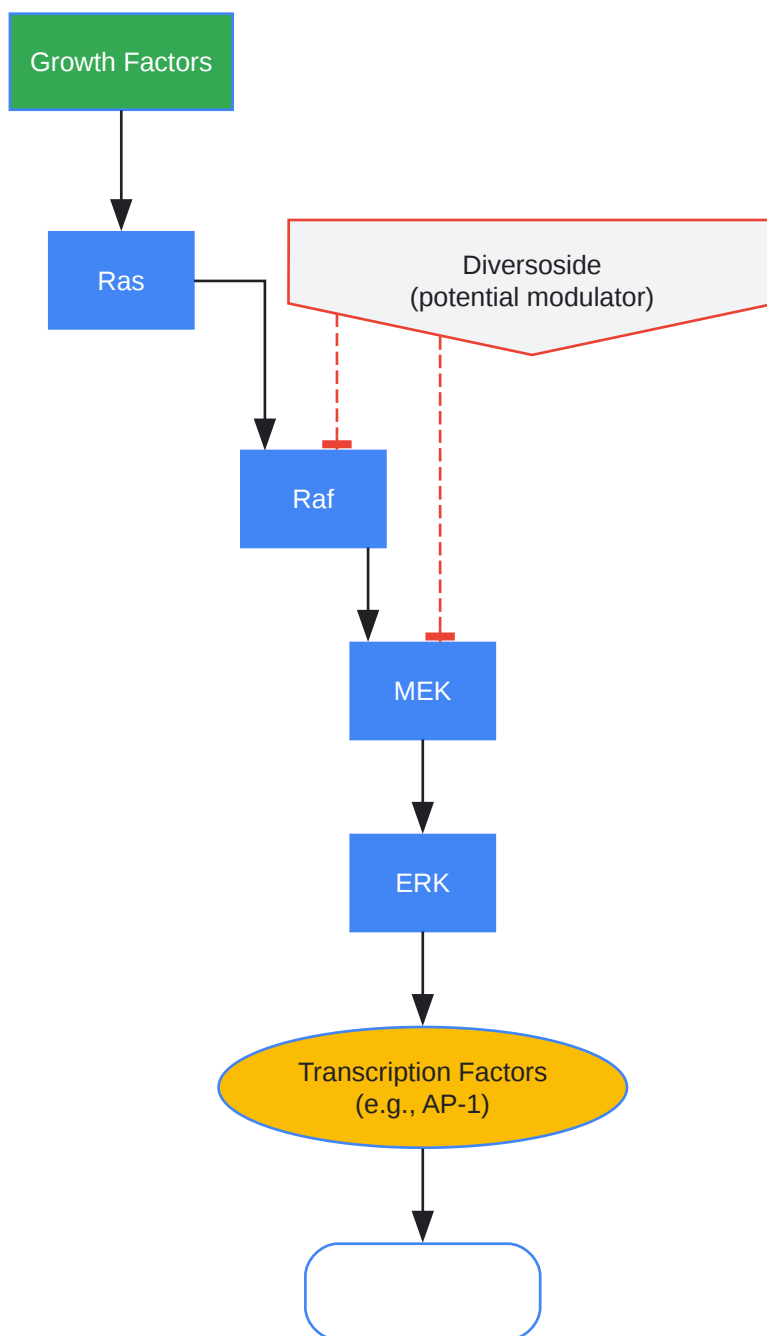 Growth Factors
Ras
Diversoside
(potential modulator)
Raf
MEK
ERK
Transcription Factors
(e.g., AP-1)